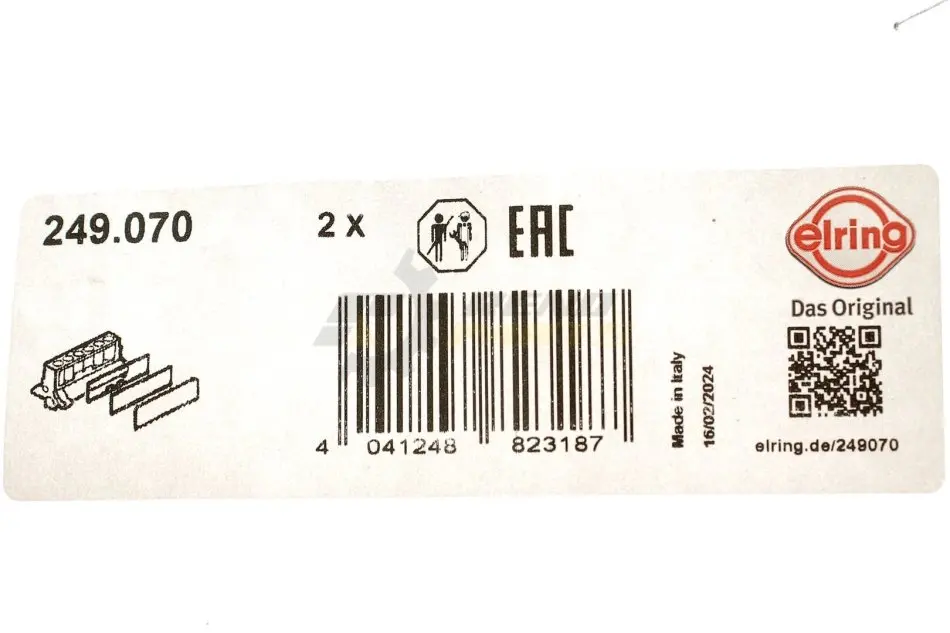 249.070
2 X
EAC
elring
Das Original
4 041248 823187
Made in Italy
16/02/2024
elring.de/249070